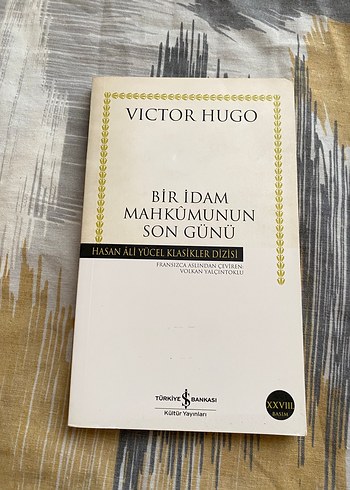 VICTOR HUGO
BİR İDAM
MAHKÛMUNUN
SON GÜNÜ
HASAN ÂLİ YÜCEL KLASİKLER DİZİSİ
FRANSIZCA ASLINDAN ÇEVİREN:
VOLKAN YALÇINTOKLU
TÜRKİYE İŞ BANKASI
Kültür Yayınları
XXVIII.
BASIM